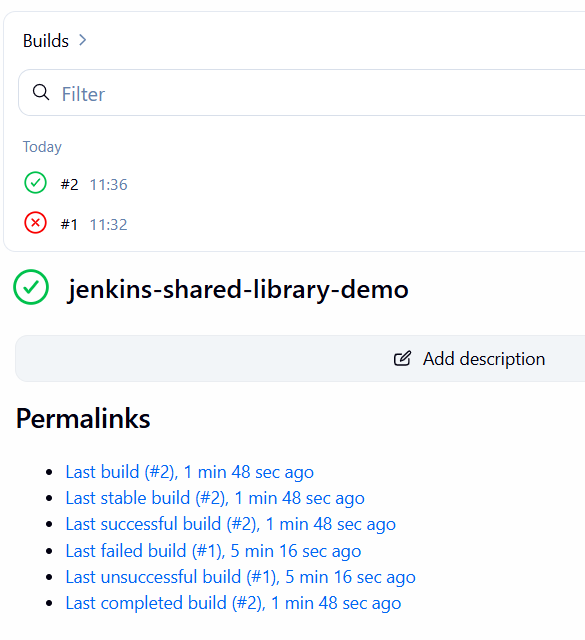 Builds
Filter
Today
#2 11:36
#1 11:32
jenkins-shared-library-demo
Add description
Permalinks
Last build (#2), 1 min 48 sec ago
Last stable build (#2), 1 min 48 sec ago
Last successful build (#2), 1 min 48 sec ago
Last failed build (#1), 5 min 16 sec ago
Last unsuccessful build (#1), 5 min 16 sec ago
Last completed build (#2), 1 min 48 sec ago